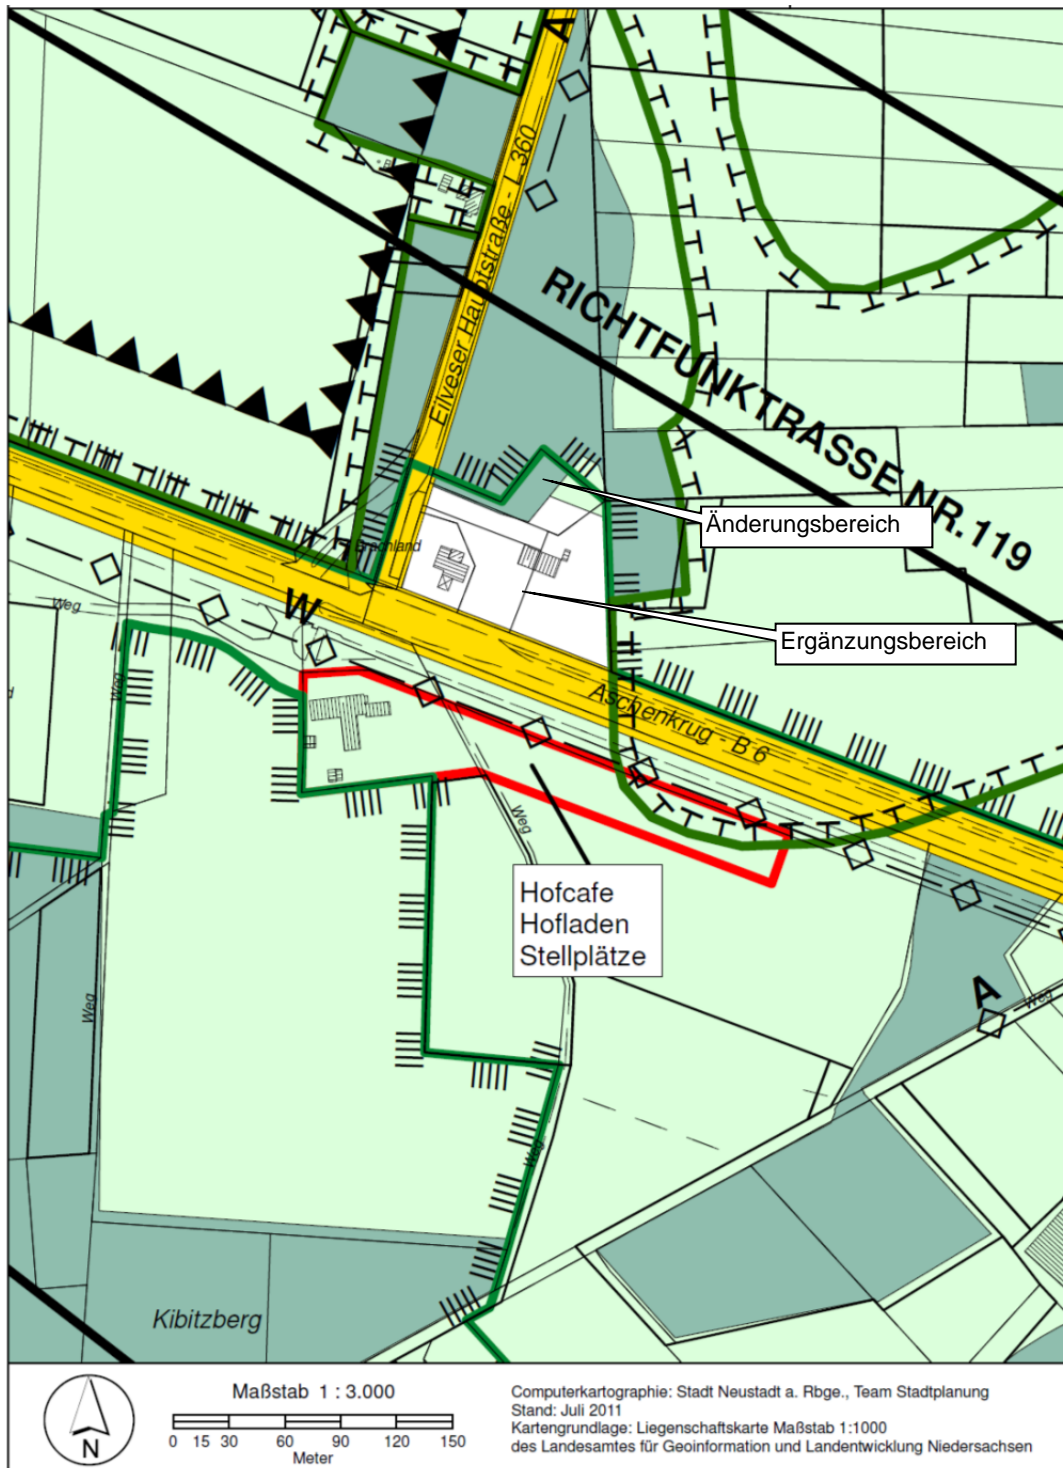 A
Eilveser Hauptstraße - L 360
RICHTFUNKTRASSE NR.119
Änderungsbereich
Ergänzungsbereich
Weg
W
Weg
Aschenkrug - B 6
Weg
Hofcafe
Hofladen
Stellplätze
A
Weg
Weg
Weg
Kibitzberg
N
Maßstab 1 : 3.000
0 15 30 60 90 120 150
Meter
Computerkartographie: Stadt Neustadt a. Rbge., Team Stadtplanung
Stand: Juli 2011
Kartengrundlage: Liegenschaftskarte Maßstab 1:1000
des Landesamtes für Geoinformation und Landentwicklung Niedersachsen